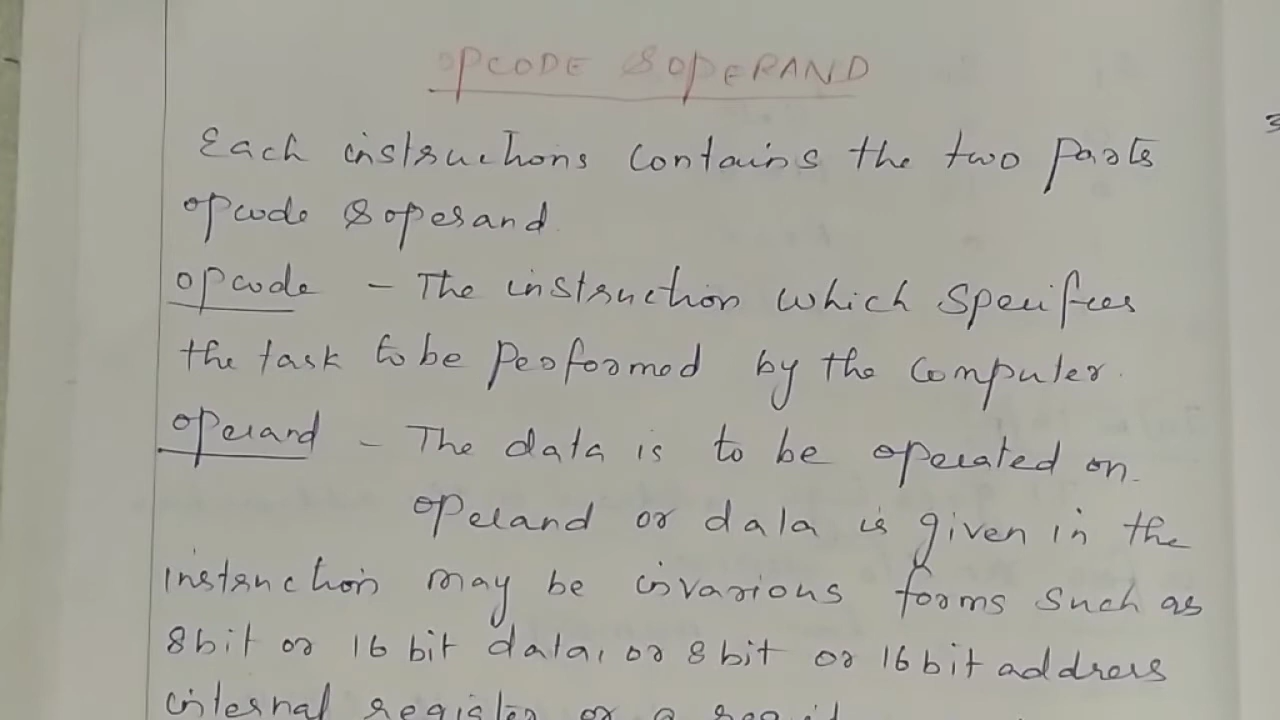 OPCODE & OPERAND
Each instructions contains the two parts
opcode & operand.
opcode - The instruction which specifies
the task to be performed by the computer.
operand - The data is to be operated on.
operand or data is given in the
instruction may be in various forms such as
8 bit or 16 bit data, or 8 bit or 16 bit address
internal register or a